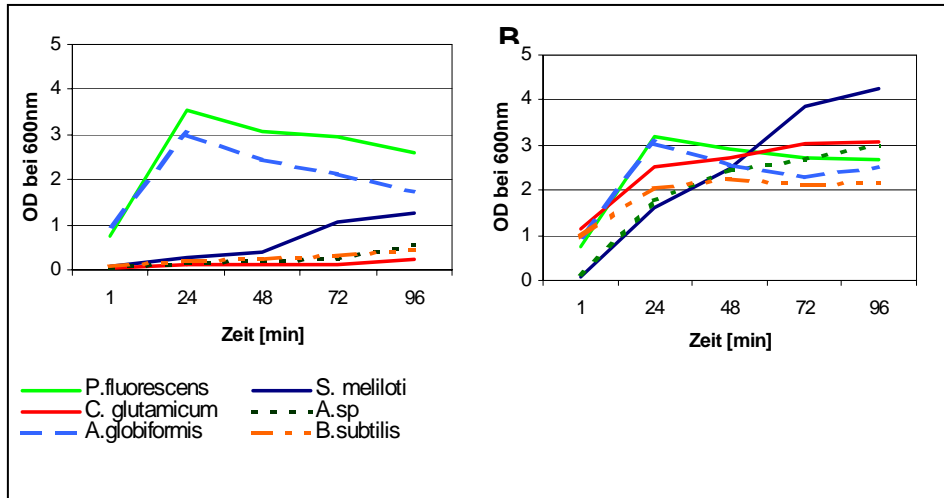 OD bei 600nm
5
4
3
2
1
0
1 24 48 72 96
Zeit [min]
B
OD bei 600nm
5
4
3
2
1
0
1 24 48 72 96
Zeit [min]
P.fluorescens
S. meliloti
C. glutamicum
A.sp
A.globiformis
B.subtilis